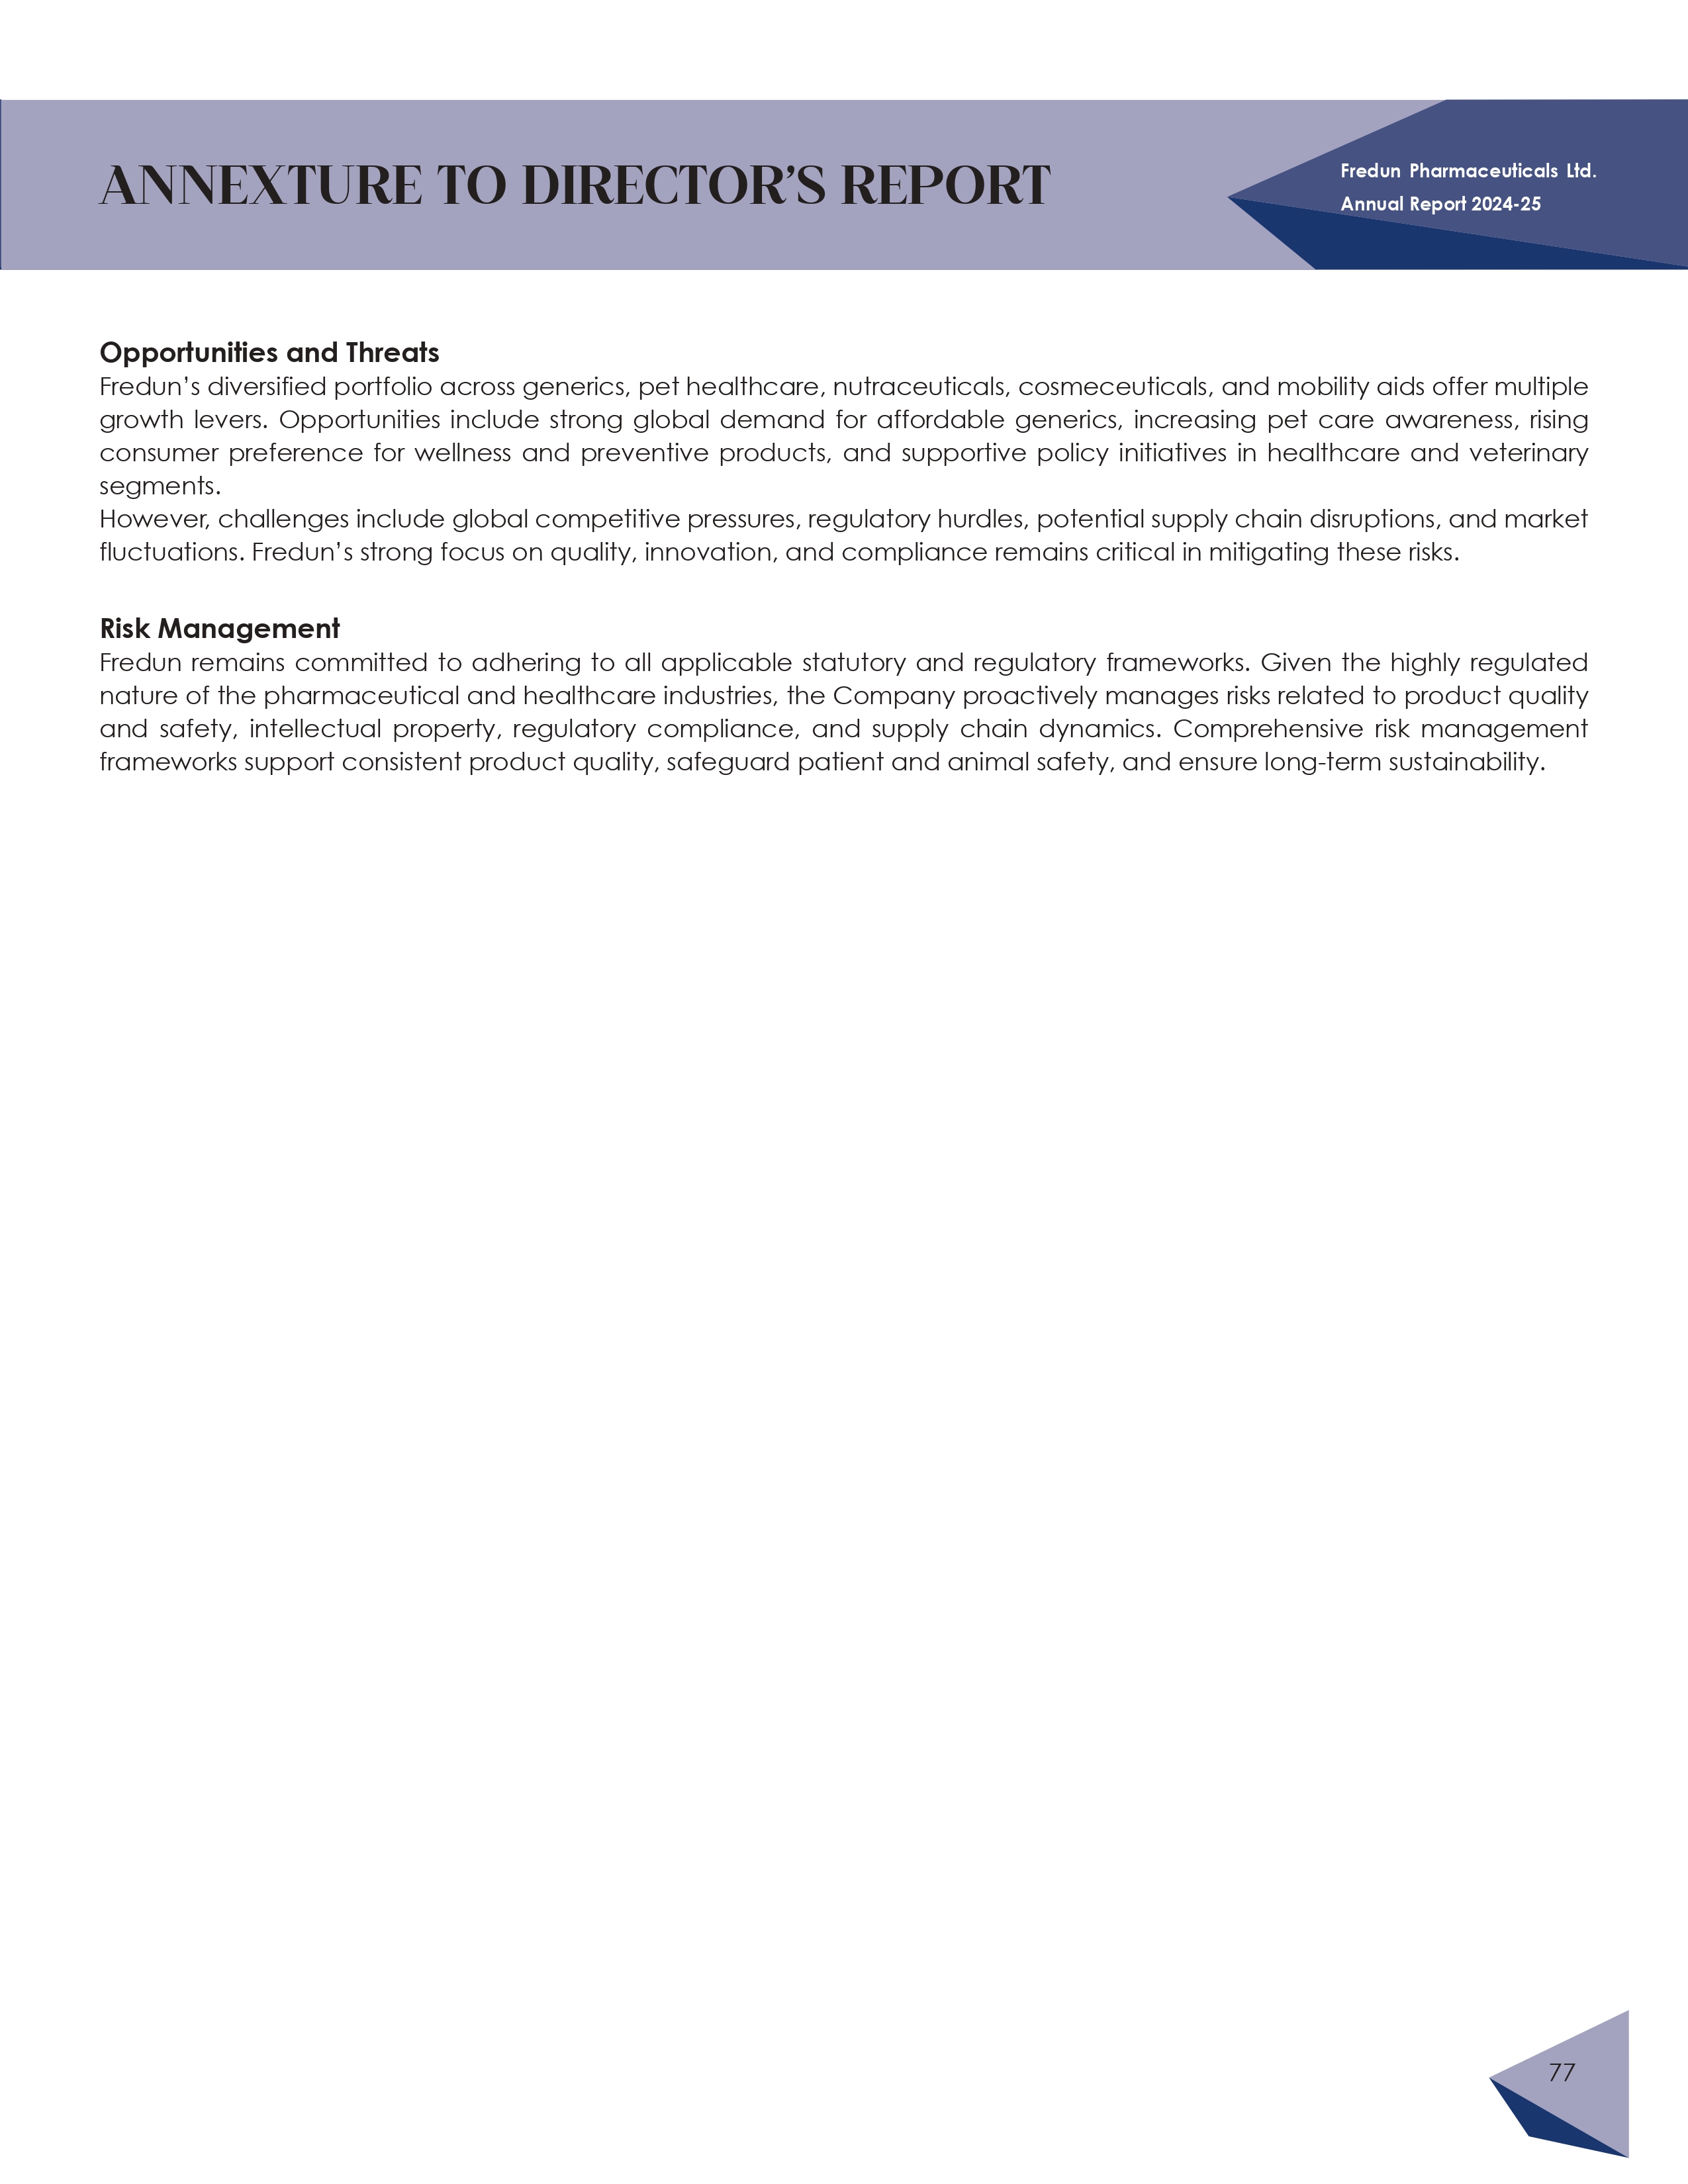 ANNEXTURE TO DIRECTOR’S REPORT
Fredun Pharmaceuticals Ltd.
Annual Report 2024-25
Opportunities and Threats
Fredun’s diversified portfolio across generics, pet healthcare, nutraceuticals, cosmeceuticals, and mobility aids offer multiple
growth levers. Opportunities include strong global demand for affordable generics, increasing pet care awareness, rising
consumer preference for wellness and preventive products, and supportive policy initiatives in healthcare and veterinary
segments.
However, challenges include global competitive pressures, regulatory hurdles, potential supply chain disruptions, and market
fluctuations. Fredun’s strong focus on quality, innovation, and compliance remains critical in mitigating these risks.
Risk Management
Fredun remains committed to adhering to all applicable statutory and regulatory frameworks. Given the highly regulated
nature of the pharmaceutical and healthcare industries, the Company proactively manages risks related to product quality
and safety, intellectual property, regulatory compliance, and supply chain dynamics. Comprehensive risk management
frameworks support consistent product quality, safeguard patient and animal safety, and ensure long-term sustainability.
77